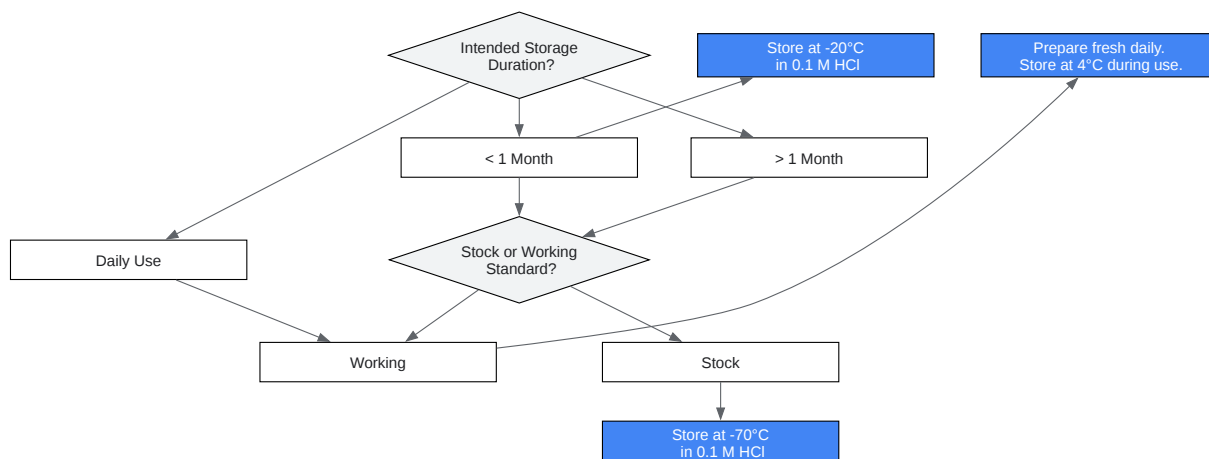 Intended Storage
Duration?
Store at -20°C
in 0.1 M HCl
Prepare fresh daily.
Store at 4°C during use.
< 1 Month
> 1 Month
Daily Use
Stock or Working
Standard?
Working
Stock
Store at -70°C
in 0.1 M HCl